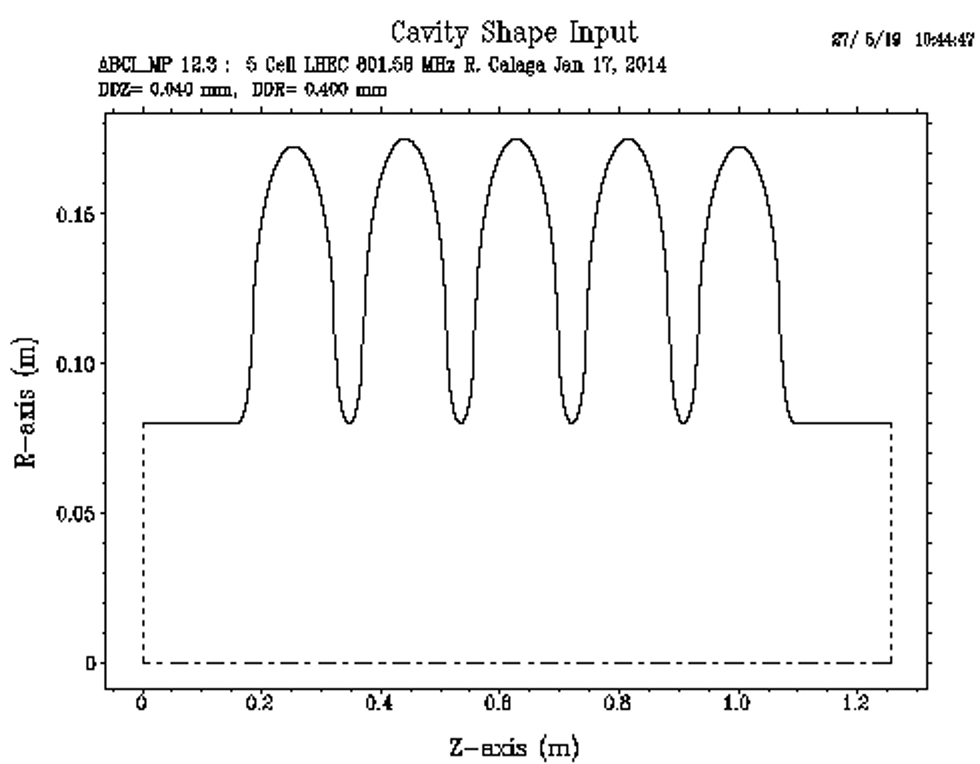 Cavity Shape Input
27/ 5/19 10:44:47
ABCI_MP 12.3 : 5 Cell LHEC 801.58 MHz R. Calaga Jan 17, 2014
DDZ= 0.040 mm, DDR= 0.400 mm
0.15
0.10
0.05
0
R-axis (m)
0 0.2 0.4 0.6 0.8 1.0 1.2
Z-axis (m)